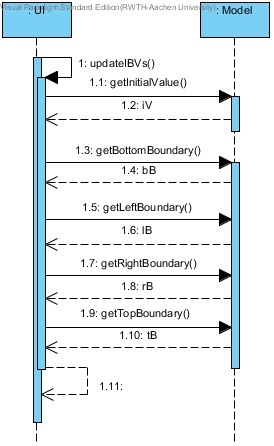 Visual Paradigm Standard Edition(RWTH-Aachen University)
: UI
: Model
1: updateIBVs()
1.1: getInitialValue()
1.2: iV
1.3: getBottomBoundary()
1.4: bB
1.5: getLeftBoundary()
1.6: lB
1.7: getRightBoundary()
1.8: rB
1.9: getTopBoundary()
1.10: tB
1.11: